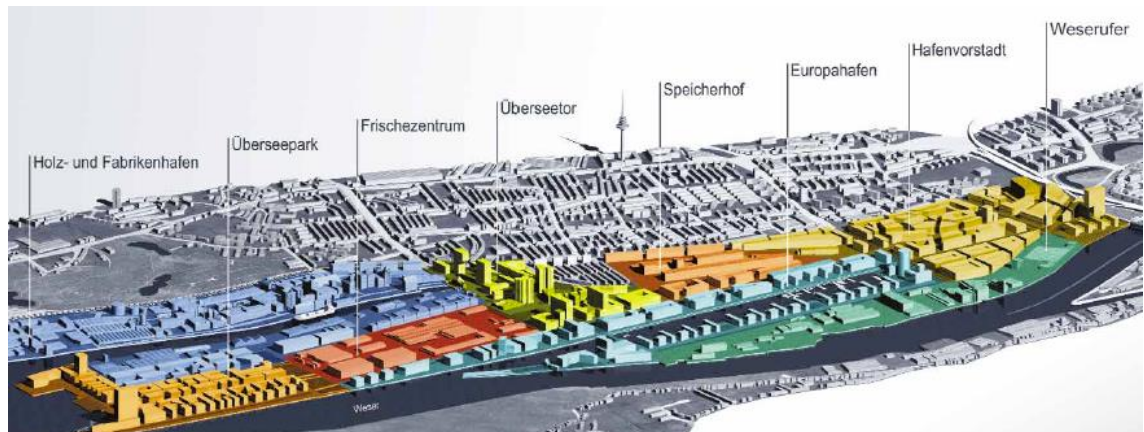 Holz- und Fabrikenhafen
Überseepark
Frischezentrum
Überseetor
Speicherhof
Europahafen
Hafenvorstadt
Weserufer
Weser